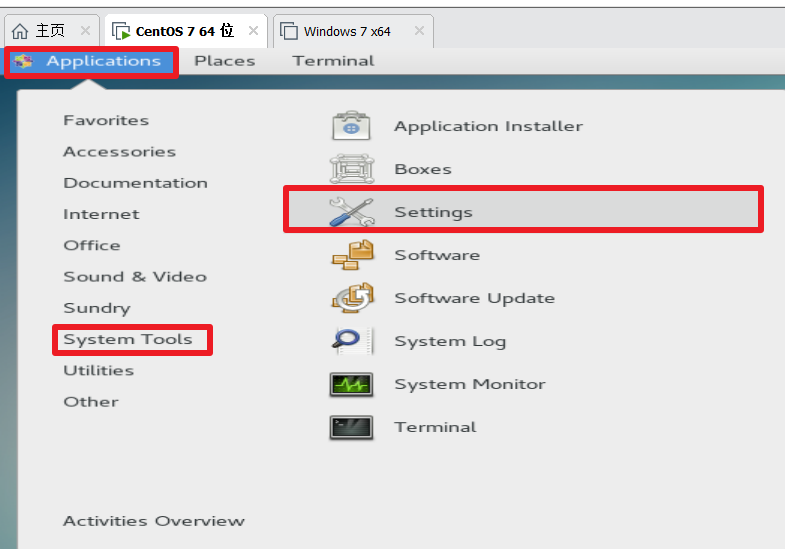 主页
CentOS 7 64 位
Windows 7 x64
Applications
Places
Terminal
Favorites
Accessories
Documentation
Internet
Office
Sound & Video
Sundry
System Tools
Utilities
Other
Application Installer
Boxes
Settings
Software
Software Update
System Log
System Monitor
Terminal
Activities Overview